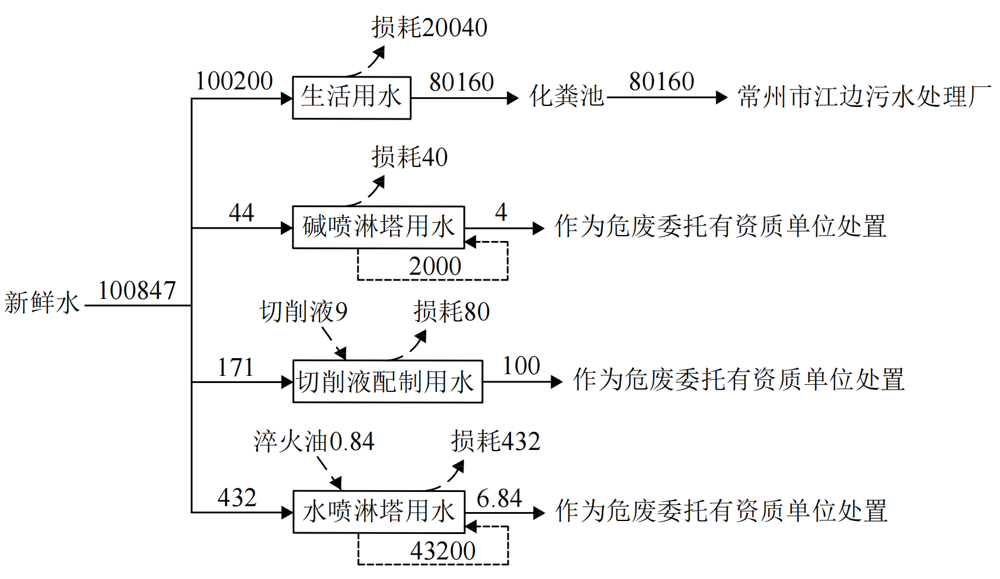 损耗20040
100200
生活用水
80160
化粪池
80160
常州市江边污水处理厂
损耗40
44
碱喷淋塔用水
4
作为危废委托有资质单位处置
2000
新鲜水
100847
切削液9
损耗80
171
切削液配制用水
100
作为危废委托有资质单位处置
淬火油0.84
损耗432
432
水喷淋塔用水
6.84
作为危废委托有资质单位处置
43200